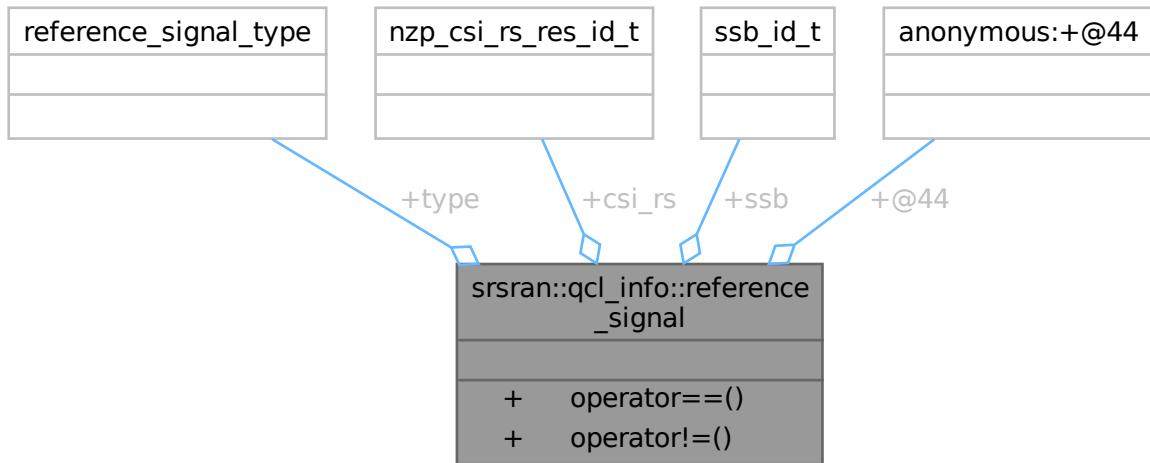 reference_signal_type
nzp_csi_rs_res_id_t
ssb_id_t
anonymous:+@44
+type
+csi_rs
+ssb
+@44
srsran::qcl_info::reference
_signal
+ operator==()
+ operator!=()